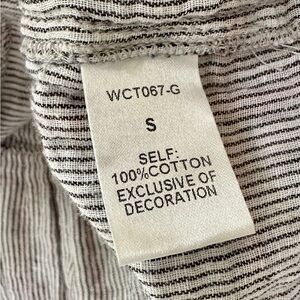 WCT067-G
S
SELF:
100%COTTON
EXCLUSIVE OF
DECORATION